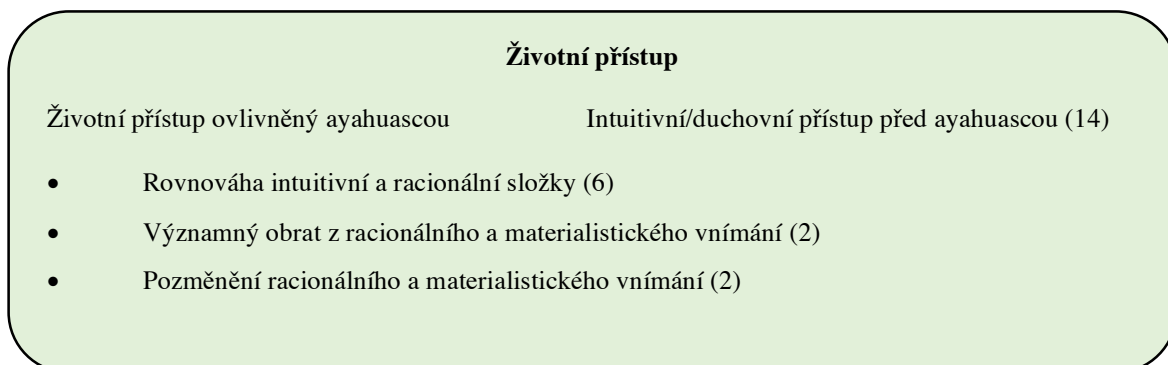 Životní přístup
Životní přístup ovlivněný ayahuascou Intuitivní/duchovní přístup před ayahuascou (14)
• Rovnováha intuitivní a racionální složky (6)
• Významný obrat z racionálního a materialistického vnímání (2)
• Pozměnění racionálního a materialistického vnímání (2)